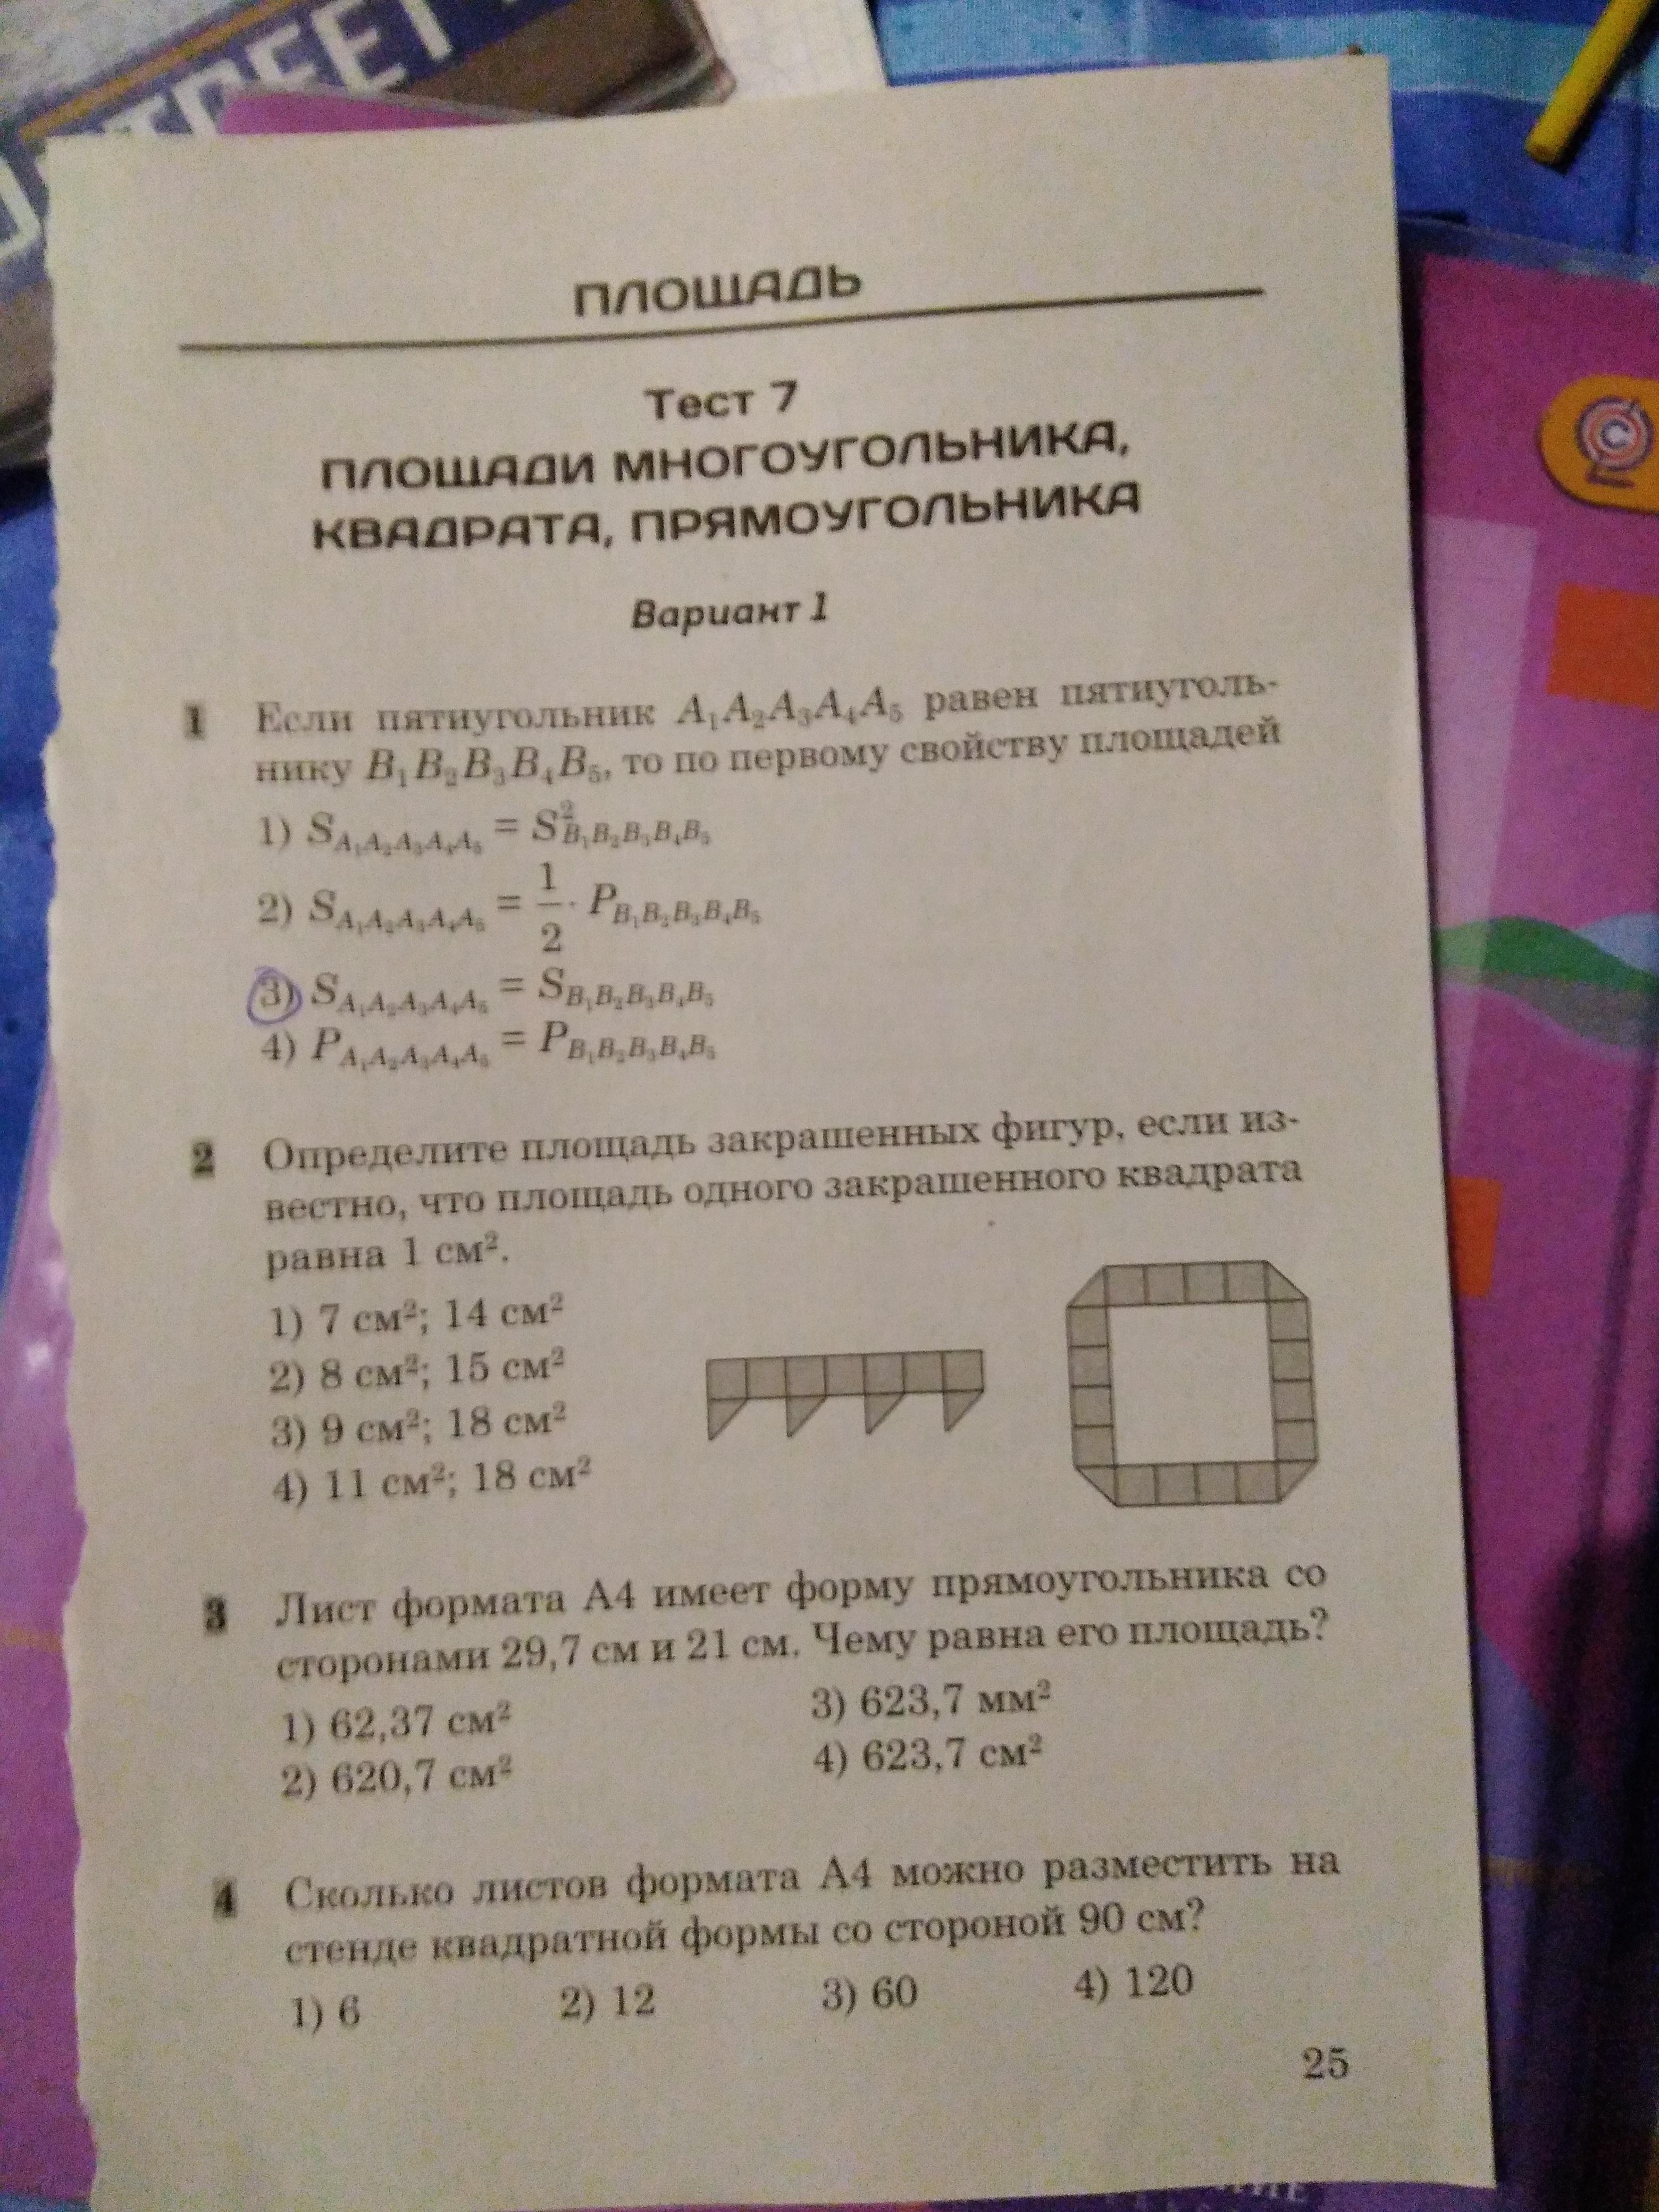 STREET
ПЛОЩАДЬ
Тест 7
ПЛОЩАДИ МНОГОУГОЛЬНИКА,
КВАДРАТА, ПРЯМОУГОЛЬНИКА
Вариант 1
1 Если пятиугольник A₁A₂A₃A₄A₅ равен пятиуголь-
нику B₁B₂B₃B₄B₅, то по первому свойству площадей
1) S_{A₁A₂A₃A₄A₅} = S²_{B₁B₂B₃B₄B₅}
2) S_{A₁A₂A₃A₄A₅} = 1/2 · P_{B₁B₂B₃B₄B₅}
3) S_{A₁A₂A₃A₄A₅} = S_{B₁B₂B₃B₄B₅}
4) P_{A₁A₂A₃A₄A₅} = P_{B₁B₂B₃B₄B₅}
2 Определите площадь закрашенных фигур, если из-
вестно, что площадь одного закрашенного квадрата
равна 1 см².
1) 7 см²; 14 см²
2) 8 см²; 15 см²
3) 9 см²; 18 см²
4) 11 см²; 18 см²
3 Лист формата А4 имеет форму прямоугольника со
сторонами 29,7 см и 21 см. Чему равна его площадь?
1) 62,37 см²
2) 620,7 см²
3) 623,7 мм²
4) 623,7 см²
4 Сколько листов формата А4 можно разместить на
стенде квадратной формы со стороной 90 см?
1) 6 2) 12 3) 60 4) 120
25